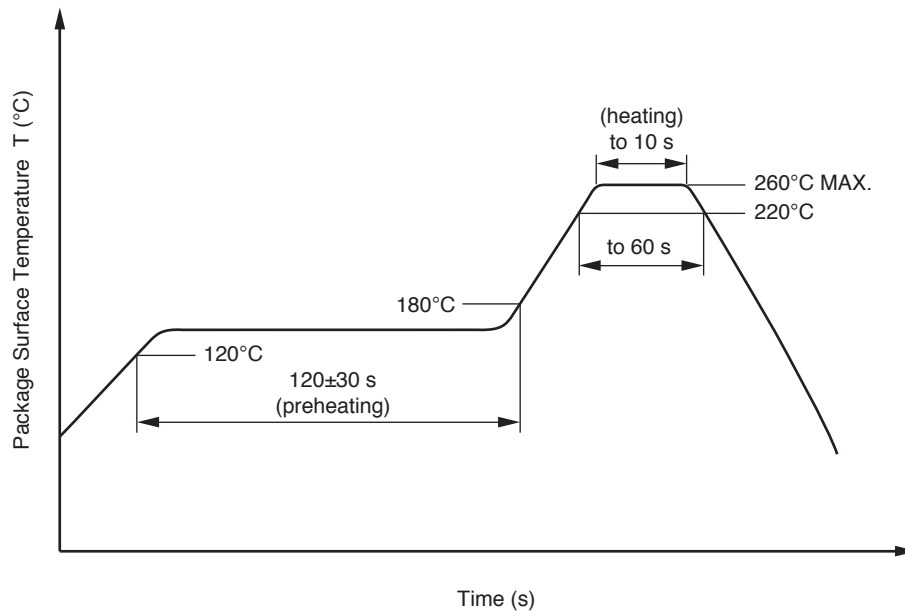 Package Surface Temperature T (°C)
(heating)
to 10 s
260°C MAX.
220°C
to 60 s
180°C
120°C
120±30 s
(preheating)
Time (s)